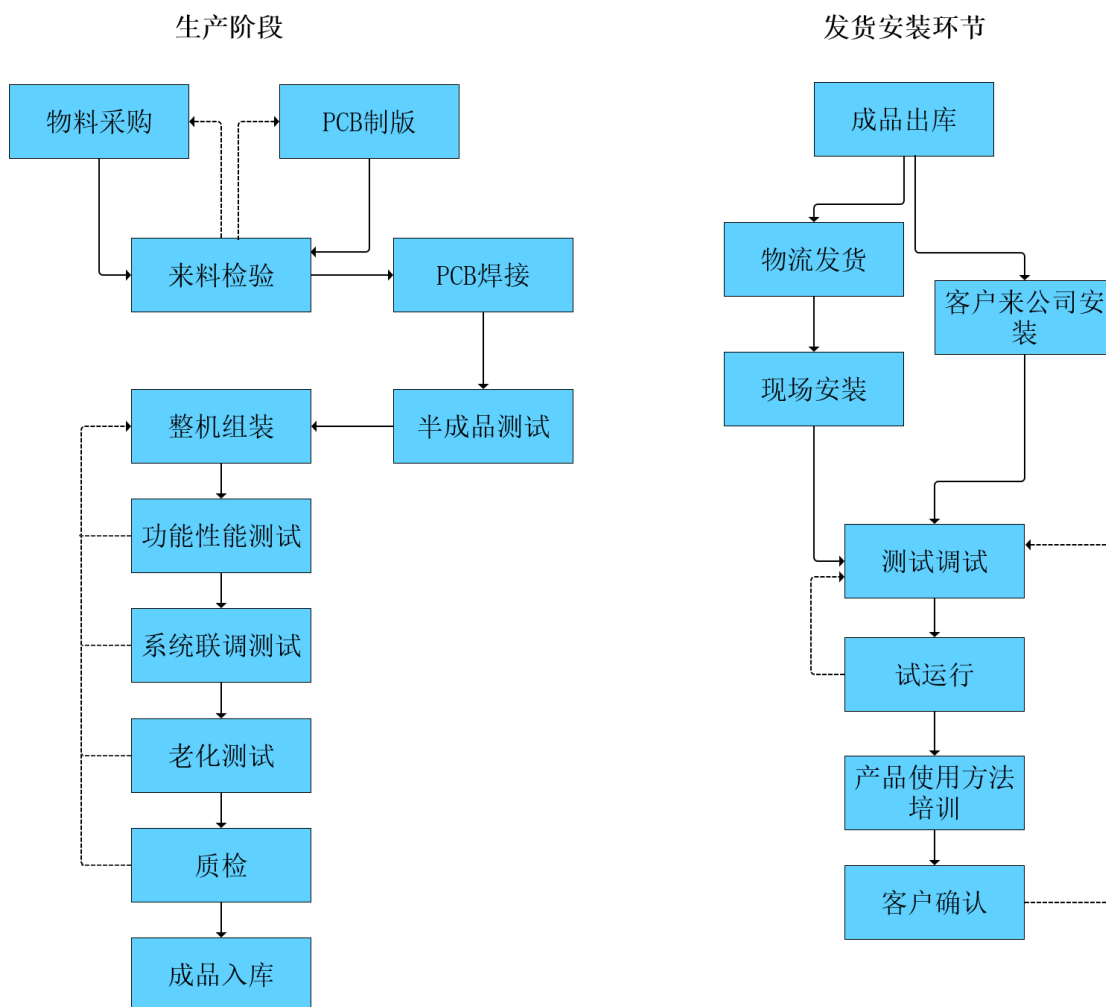 生产阶段
物料采购
PCB制版
来料检验
PCB焊接
整机组装
半成品测试
功能性能测试
系统联调测试
老化测试
质检
成品入库
发货安装环节
成品出库
物流发货
客户来公司安
装
现场安装
测试调试
试运行
产品使用方法
培训
客户确认